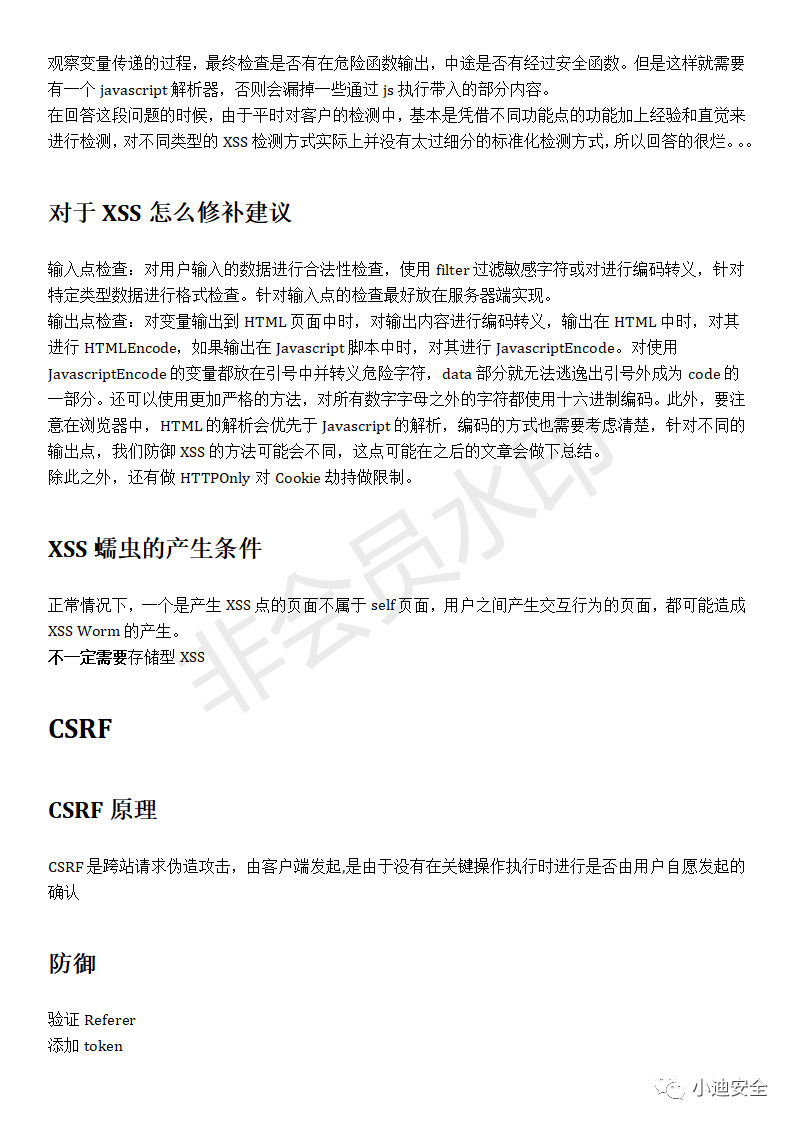 观察变量传递的过程，最终检查是否有在危险函数输出，中途是否有经过安全函数。但是这样就需要
有一个 javascript 解析器，否则会漏掉一些通过 js 执行带入的部分内容。
在回答这段问题的时候，由于平时对客户的检测中，基本是凭借不同功能点的功能加上经验和直觉来
进行检测，对不同类型的 XSS 检测方式实际上并没有太过细分的标准化检测方式，所以回答的很烂。。。
对于 XSS 怎么修补建议
输入点检查：对用户输入的数据进行合法性检查，使用 filter 过滤敏感字符或对进行编码转义，针对
特定类型数据进行格式检查。针对输入点的检查最好放在服务器端实现。
输出点检查：对变量输出到 HTML 页面中时，对输出内容进行编码转义，输出在 HTML 中时，对其
进行 HTMLEncode，如果输出在 Javascript 脚本中时，对其进行 JavascriptEncode。对使用
JavascriptEncode 的变量都放在引号中并转义危险字符，data 部分就无法逃逸出引号外成为 code 的
一部分。还可以使用更加严格的方法，对所有数字字母之外的字符都使用十六进制编码。此外，要注
意在浏览器中，HTML 的解析会优先于 Javascript 的解析，编码的方式也需要考虑清楚，针对不同的
输出点，我们防御 XSS 的方法可能会不同，这点可能在之后的文章会做下总结。
除此之外，还有做 HTTPOnly 对 Cookie 劫持做限制。
XSS 蠕虫的产生条件
正常情况下，一个是产生 XSS 点的页面不属于 self 页面，用户之间产生交互行为的页面，都可能造成
XSS Worm 的产生。
不一定需要存储型 XSS
CSRF
CSRF 原理
CSRF 是跨站请求伪造攻击，由客户端发起,是由于没有在关键操作执行时进行是否由用户自愿发起的
确认
防御
验证 Referer
添加 token
非会员水印
小迪安全